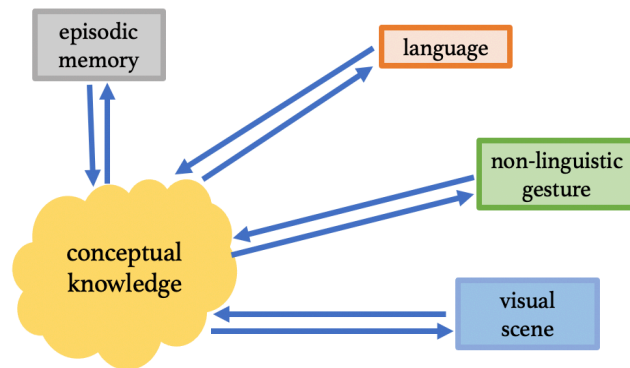 episodic
memory
language
non-linguistic
gesture
conceptual
knowledge
visual
scene